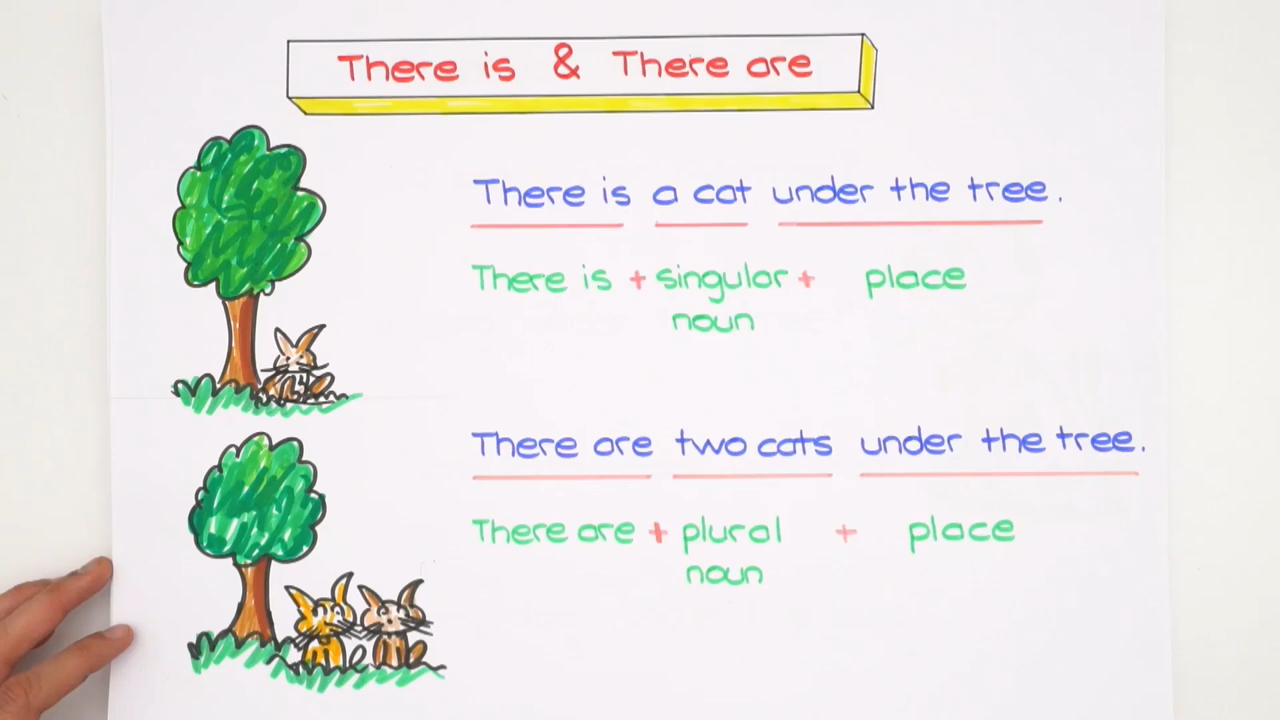 There is & There are
There is a cat under the tree.
There is + singular + place
noun
There are two cats under the tree.
There are + plural + place
noun